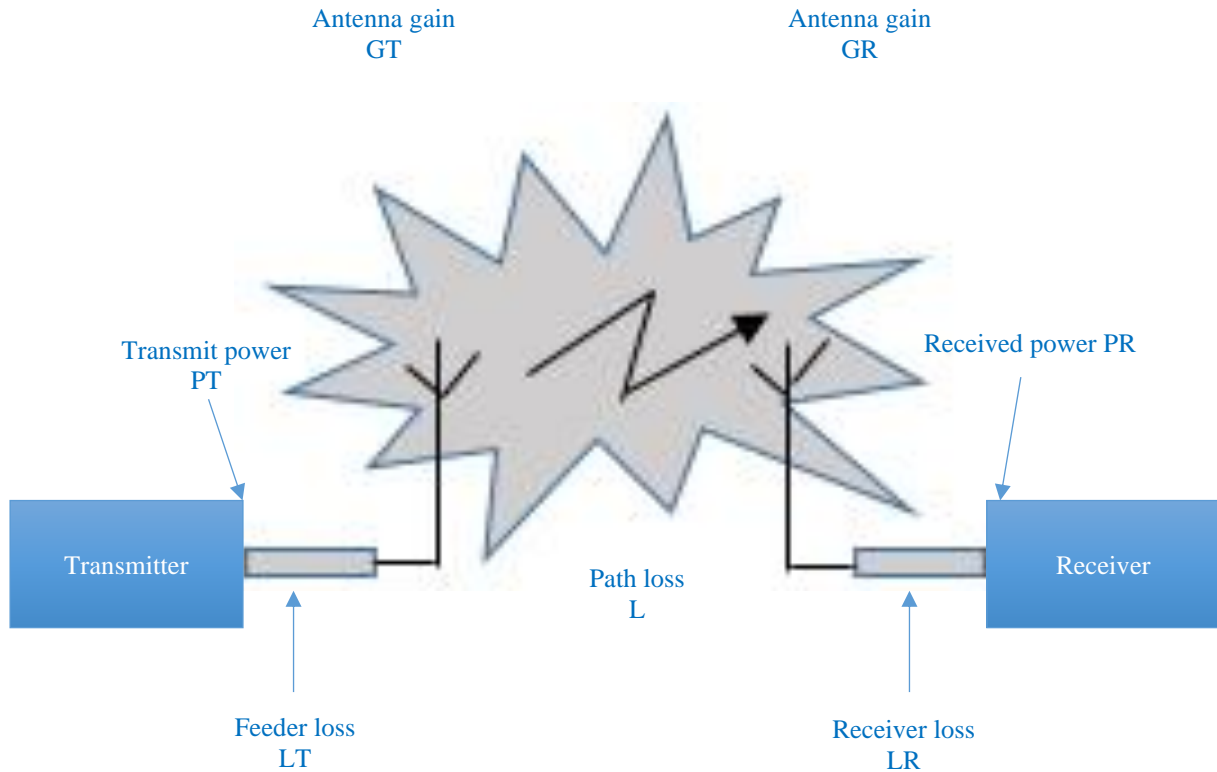 Antenna gain
GT
Antenna gain
GR
Transmit power
PT
Received power PR
Transmitter
Receiver
Path loss
L
Feeder loss
LT
Receiver loss
LR